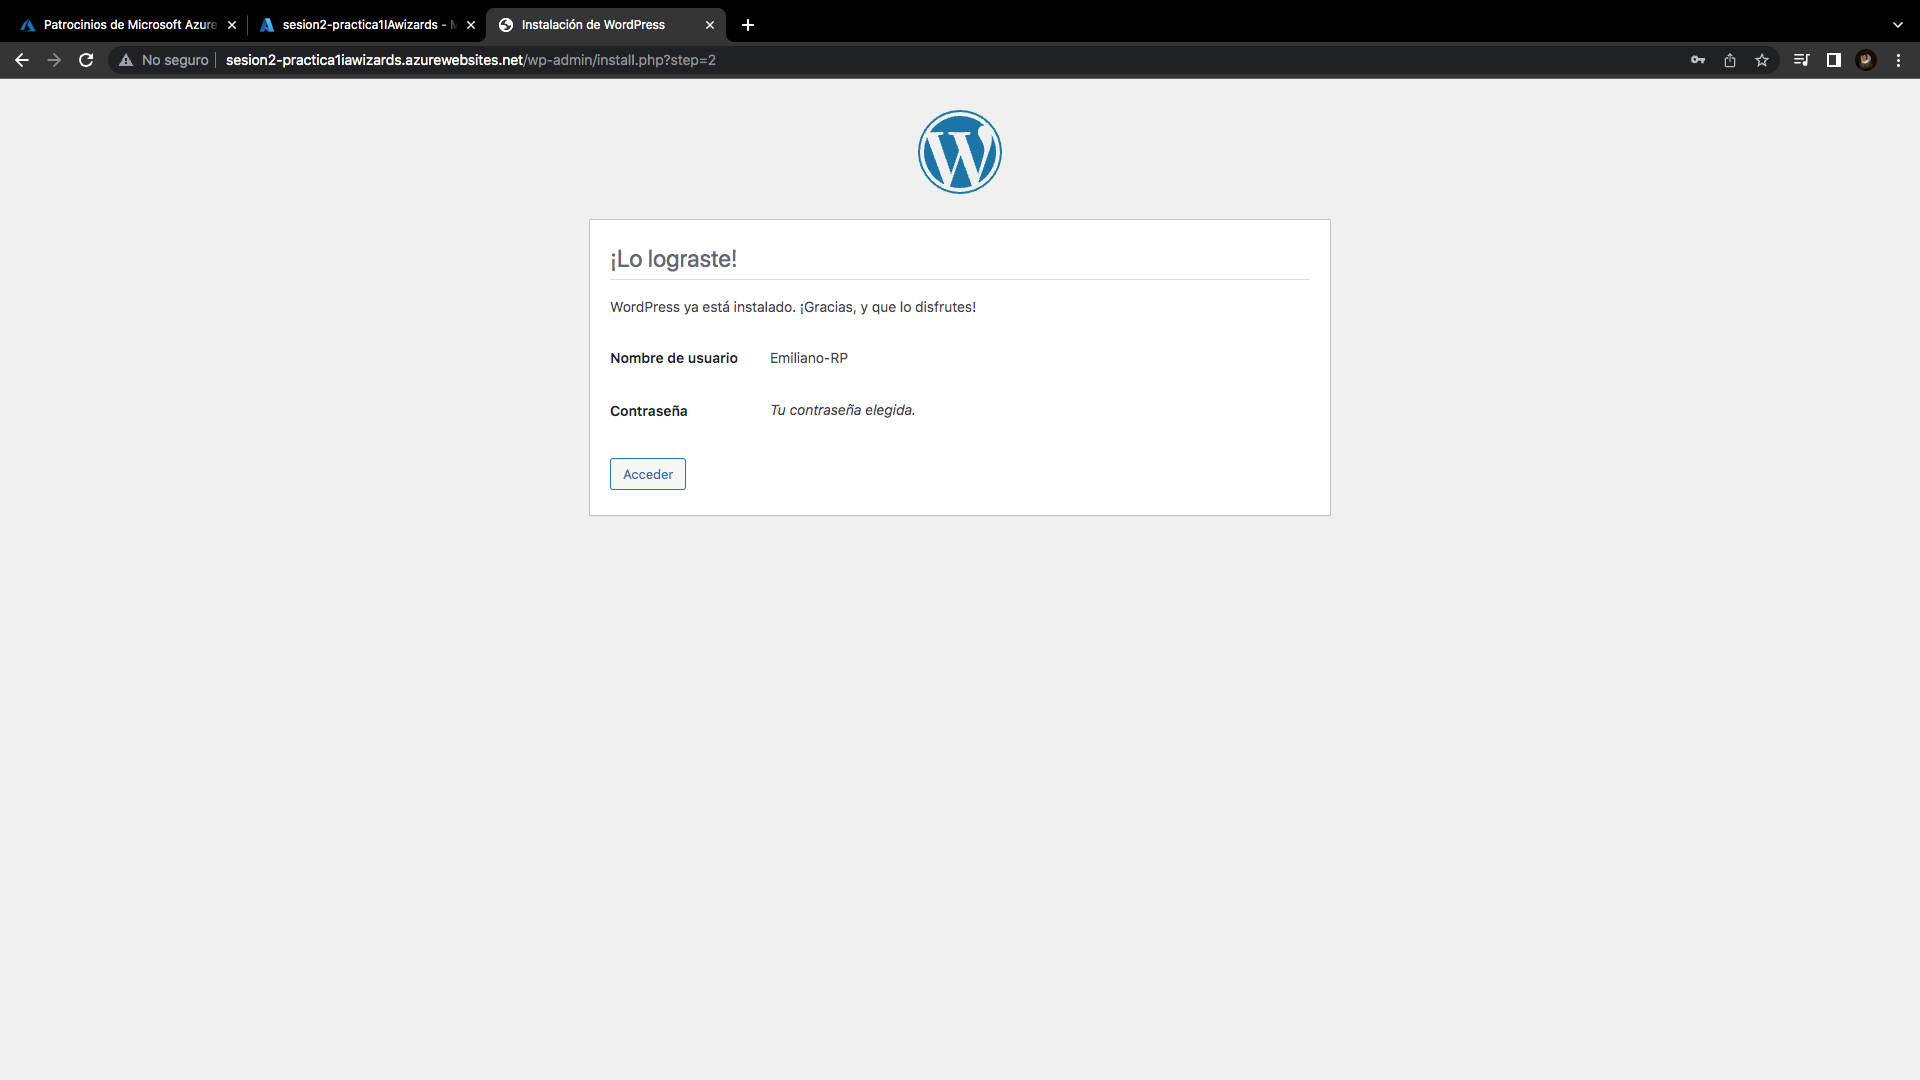 Patrocinios de Microsoft Azure
sesion2-practica1IAwizards - M
Instalación de WordPress
No seguro
sesion2-practica1iawizards.azurewebsites.net/wp-admin/install.php?step=2
¡Lo lograste!
WordPress ya está instalado. ¡Gracias, y que lo disfrutes!
Nombre de usuario Emiliano-RP
Contraseña Tu contraseña elegida.
Acceder